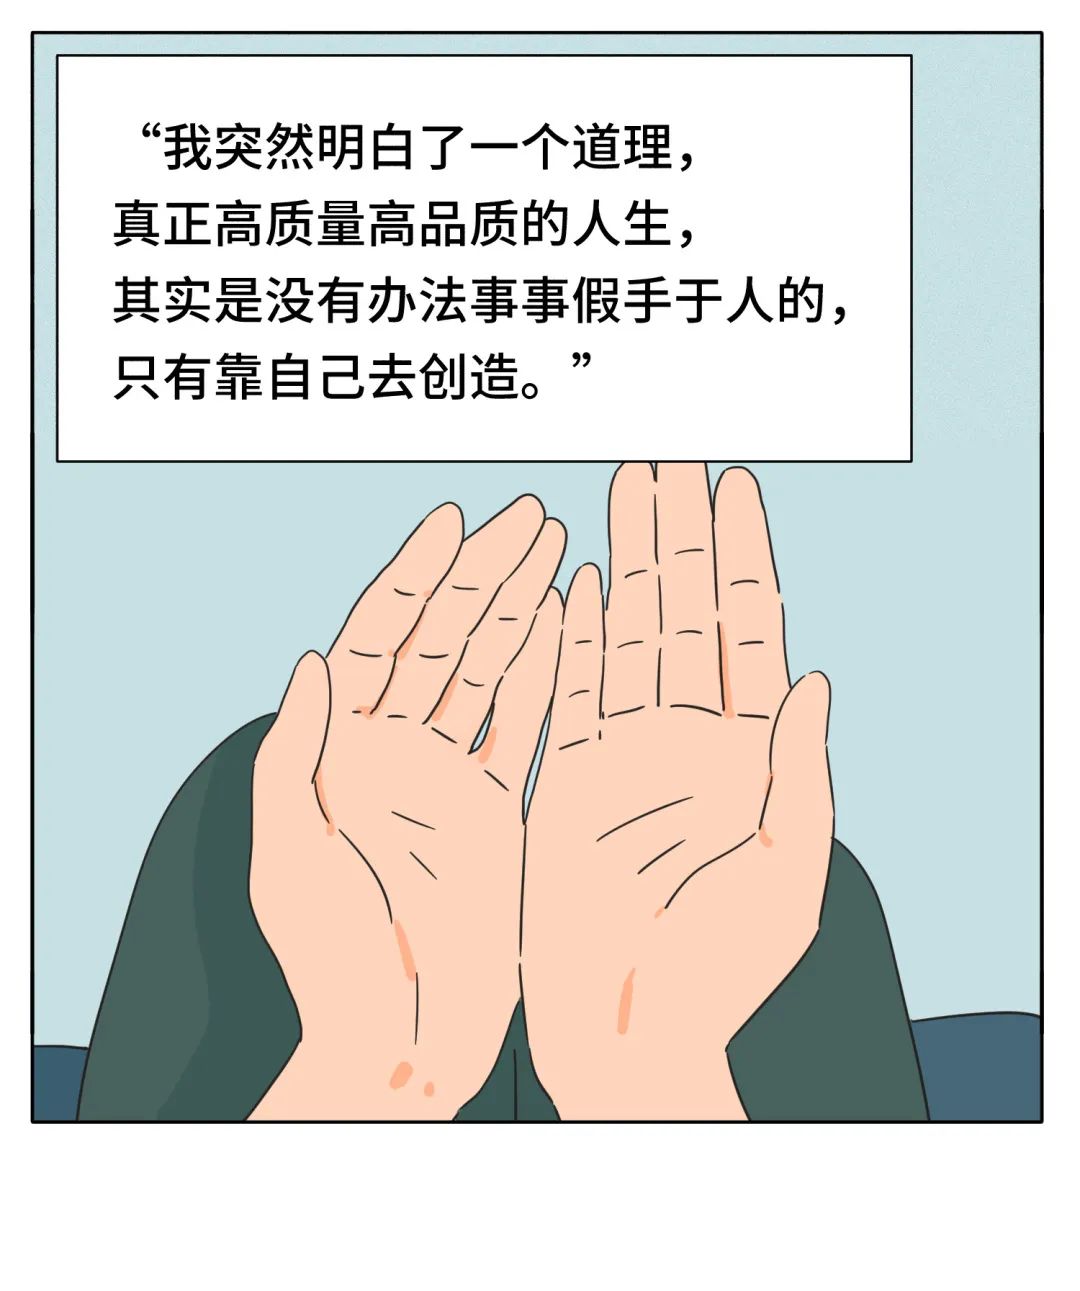 “我突然明白了一个道理，
真正高质量高品质的人生，
其实是没有办法事事假手于人的，
只有靠自己去创造。”